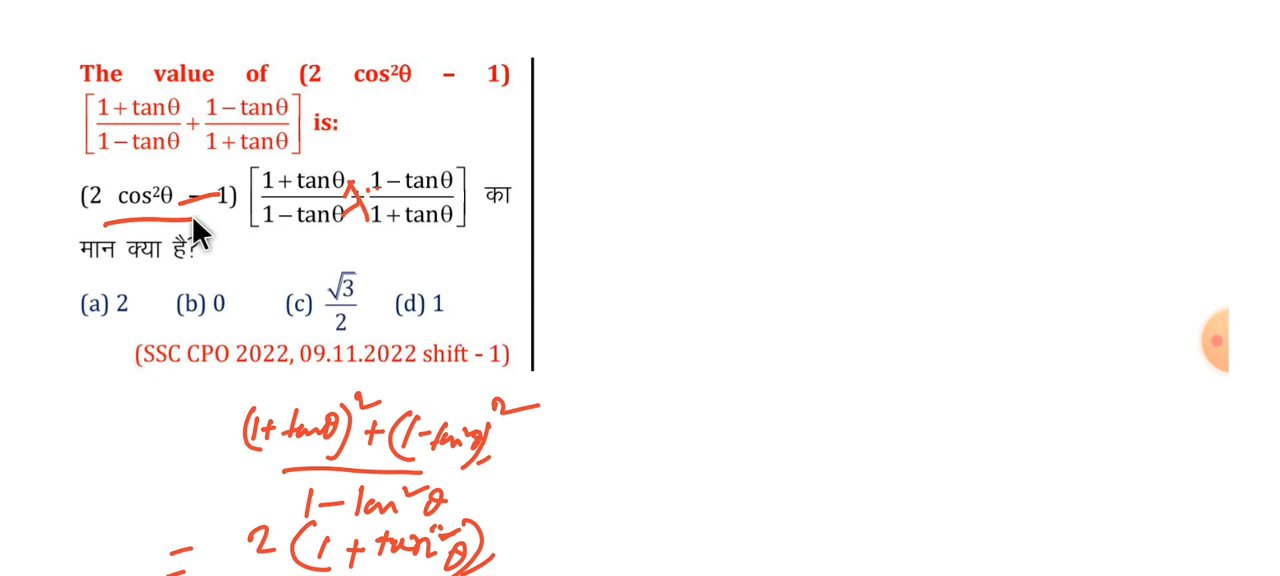 The value of (2 cos²θ – 1)
[(1+tanθ)/(1−tanθ) + (1−tanθ)/(1+tanθ)] is:
(2 cos²θ – 1) [(1+tanθ)/(1−tanθ) + (1−tanθ)/(1+tanθ)] का
मान क्या है?
(a) 2 (b) 0 (c) √3/2 (d) 1
(SSC CPO 2022, 09.11.2022 shift - 1)
(1+tanθ)² + (1−tan²θ)²
1 − tan²θ
= 2 (1 + tan²θ)